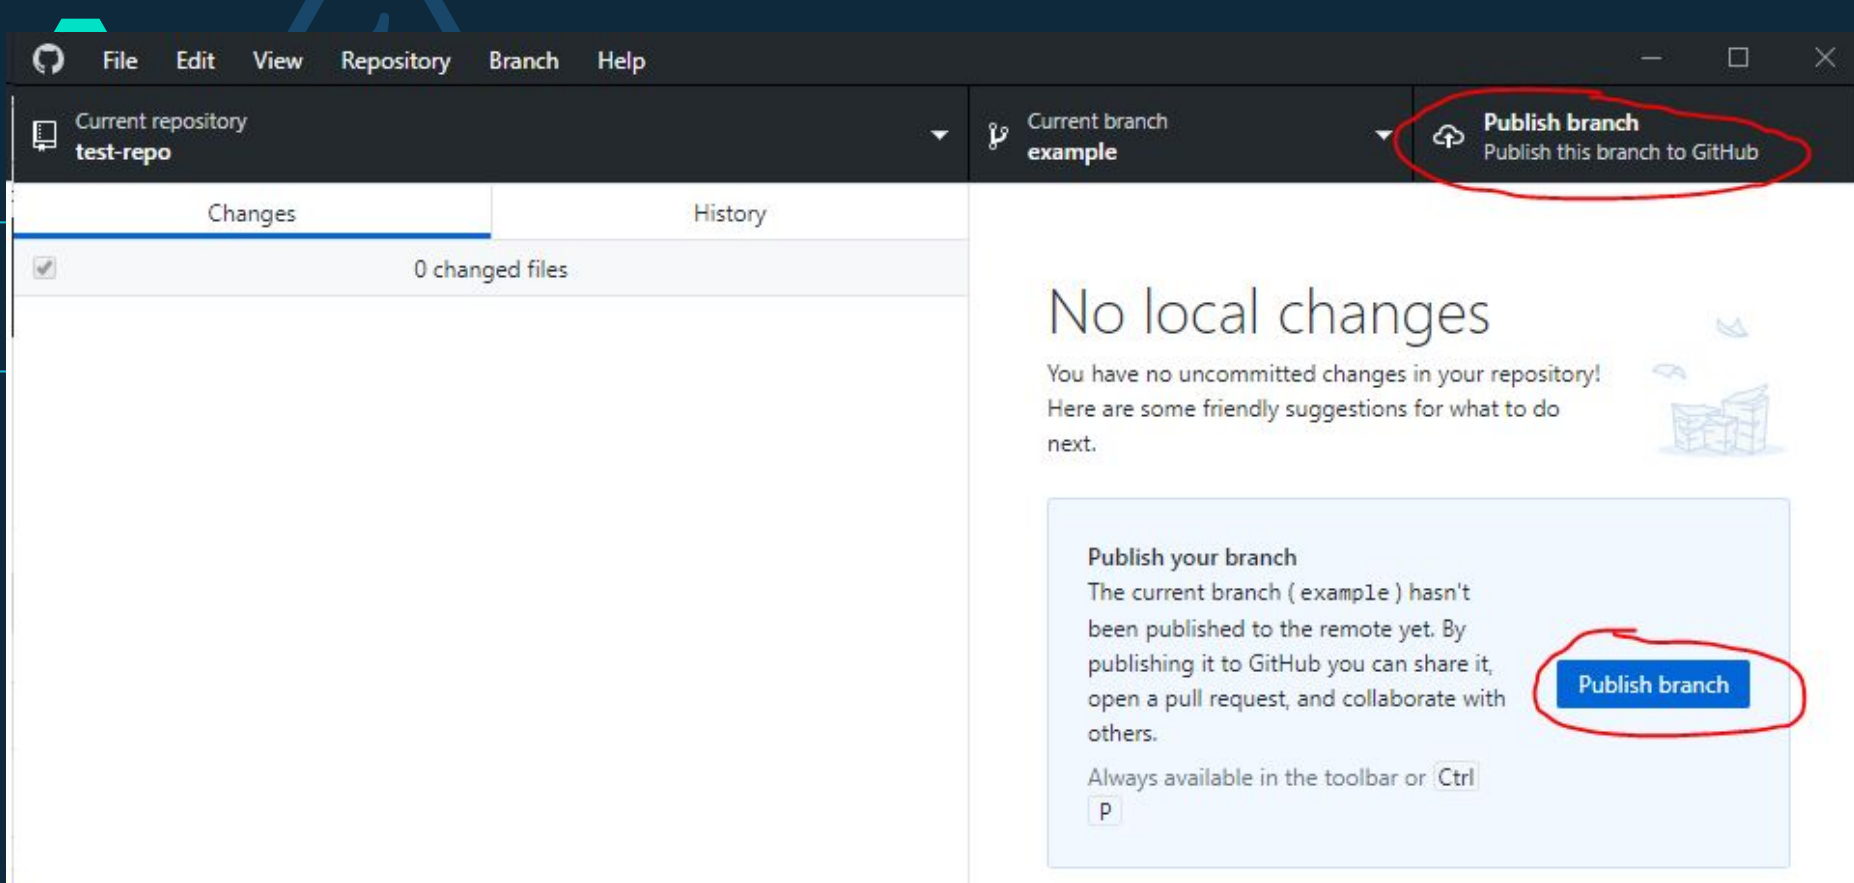 File Edit View Repository Branch Help
Current repository
test-repo
Current branch
example
Publish branch
Publish this branch to GitHub
Changes
History
0 changed files
No local changes
You have no uncommitted changes in your repository!
Here are some friendly suggestions for what to do
next.
Publish your branch
The current branch ( example ) hasn't
been published to the remote yet. By
publishing it to GitHub you can share it,
open a pull request, and collaborate with
others.
Always available in the toolbar or Ctrl
P
Publish branch